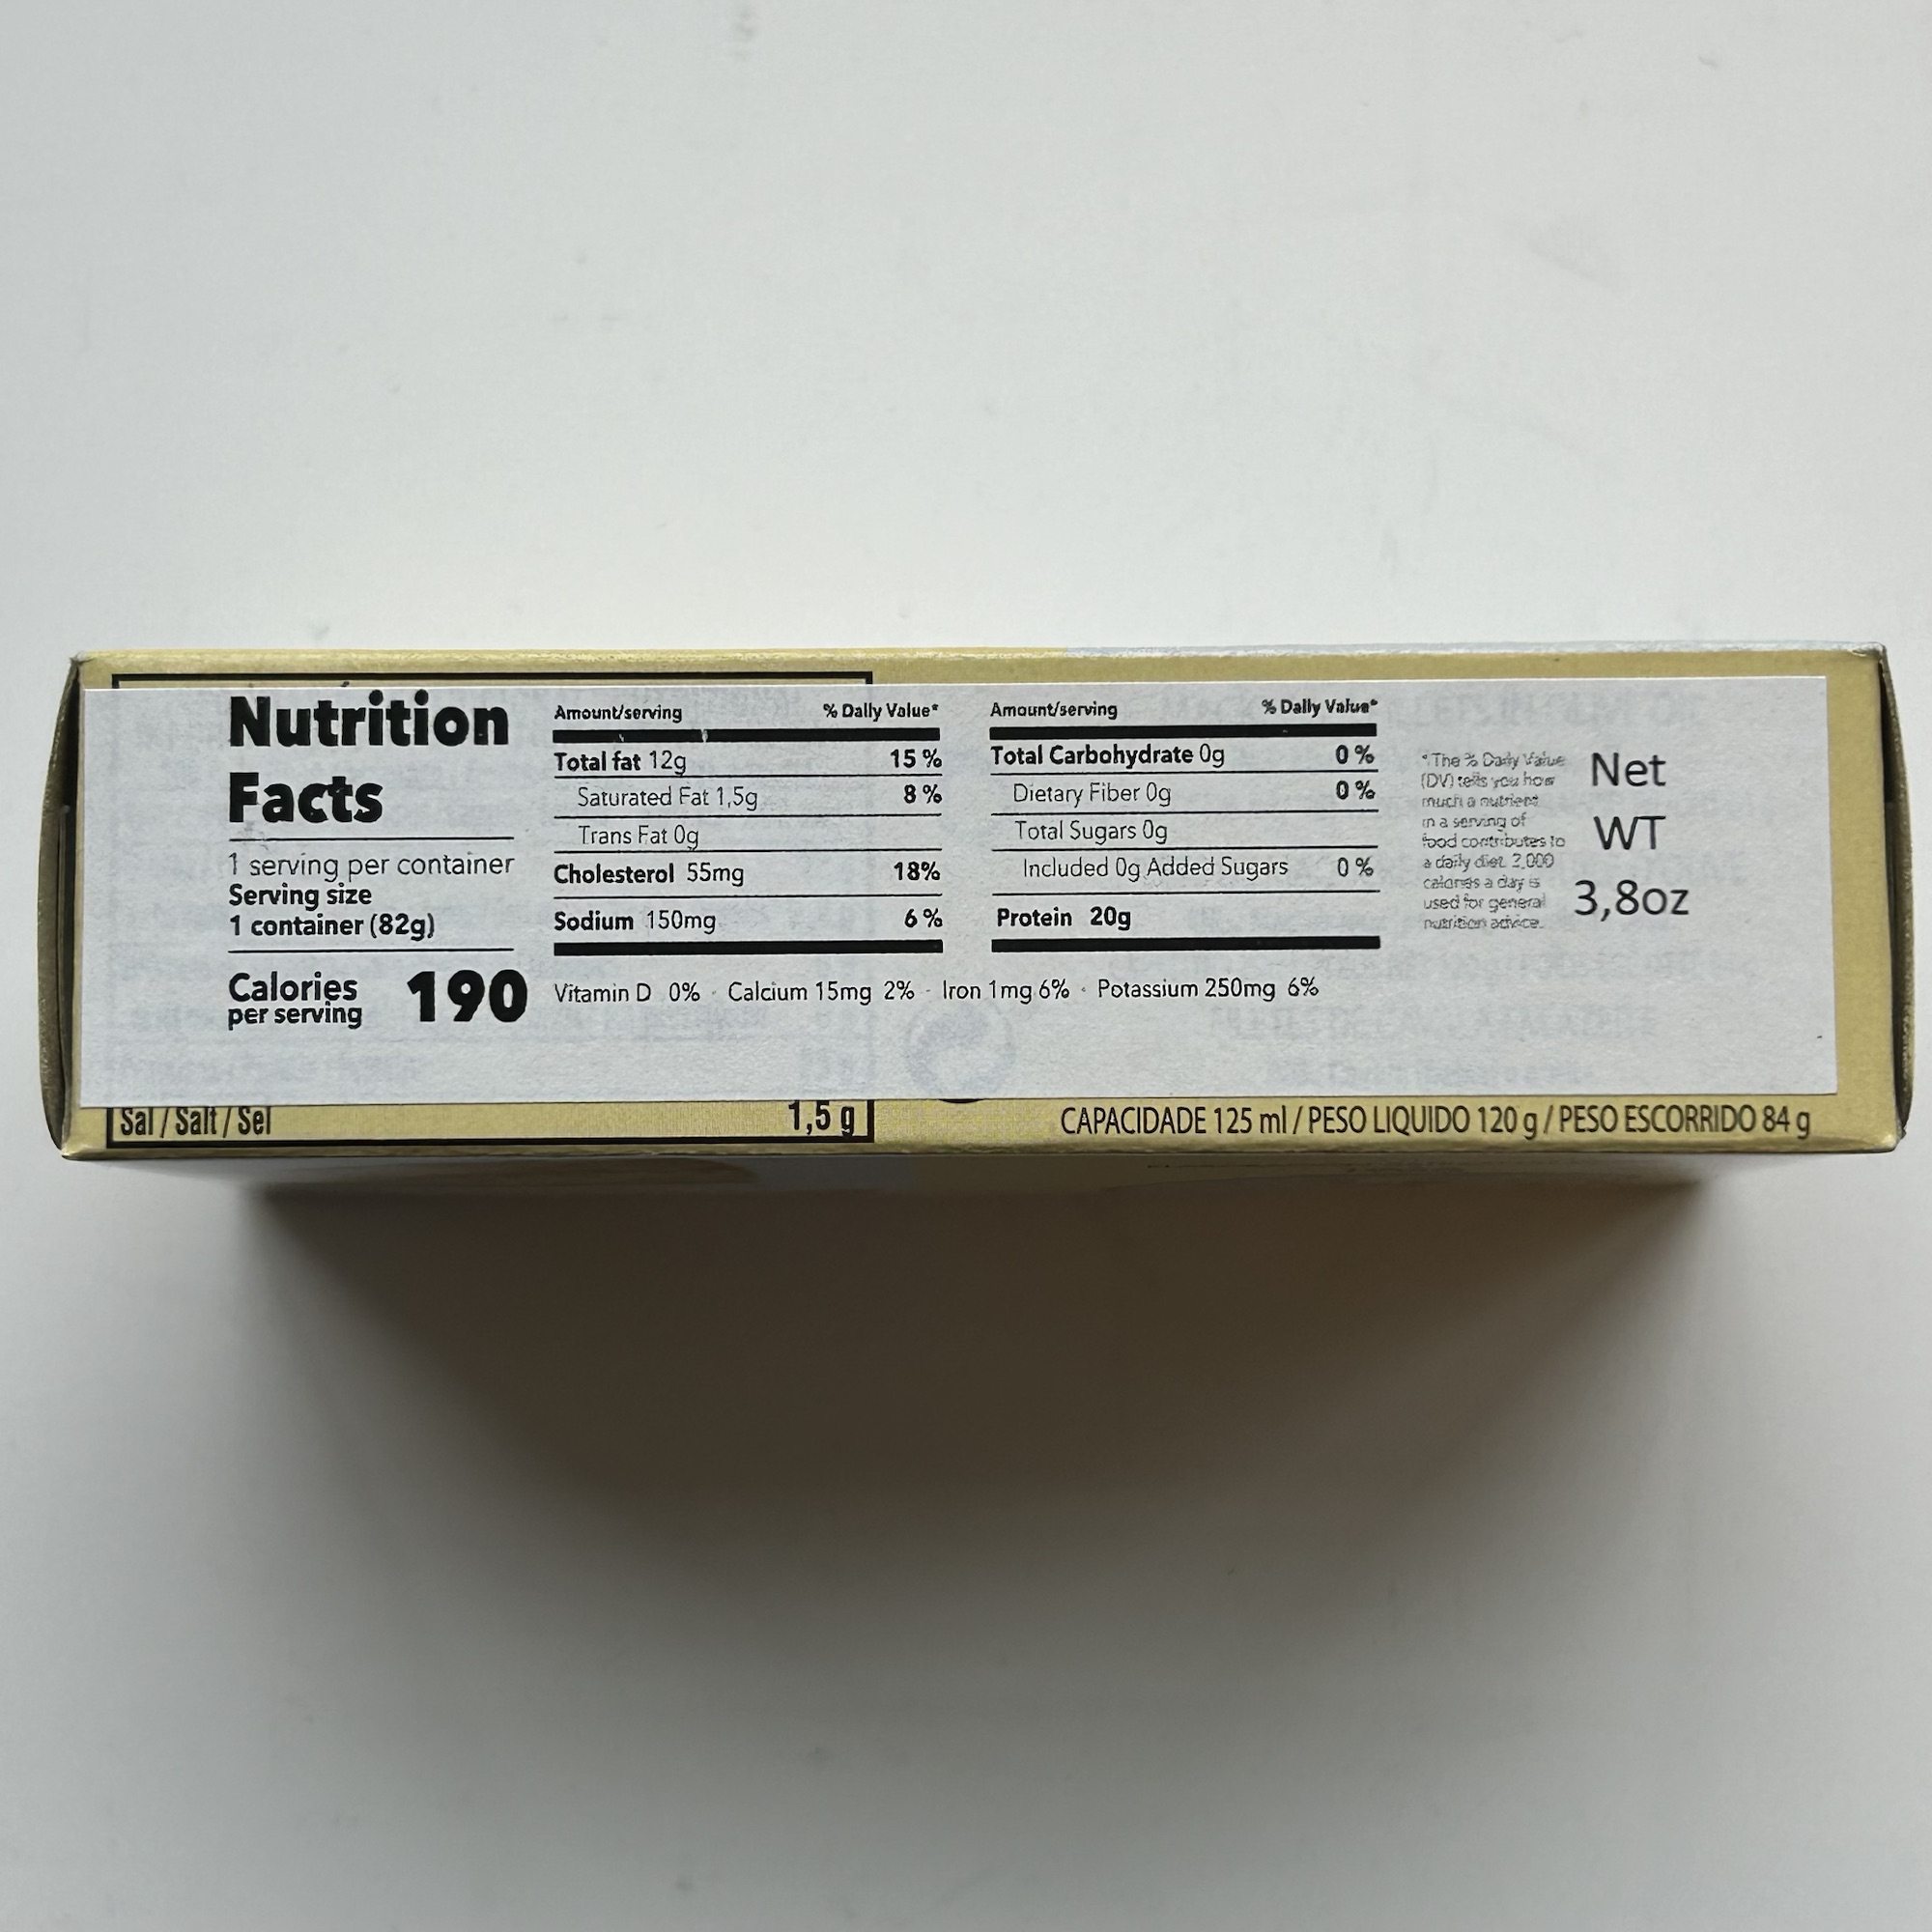 Nutrition
Facts
1 serving per container
Serving size
1 container (82g)
Calories
per serving 190
Amount/serving % Daily Value*
Total fat 12g 15 %
Saturated Fat 1,5g 8 %
Trans Fat 0g
Cholesterol 55mg 18%
Sodium 150mg 6 %
Amount/serving % Daily Value*
Total Carbohydrate 0g 0 %
Dietary Fiber 0g 0 %
Total Sugars 0g
Included 0g Added Sugars 0 %
Protein 20g
Vitamin D 0% - Calcium 15mg 2% - Iron 1mg 6% · Potassium 250mg 6%
*The % Daily Value
(DV) tells you how
much a nutrient
in a serving of
food contributes to
a daily diet. 2,000
calories a day is
used for general
nutrition advice.
Net
WT
3,8oz
Sal / Salt / Sel 1,5 g
CAPACIDADE 125 ml / PESO LIQUIDO 120 g / PESO ESCORRIDO 84 g